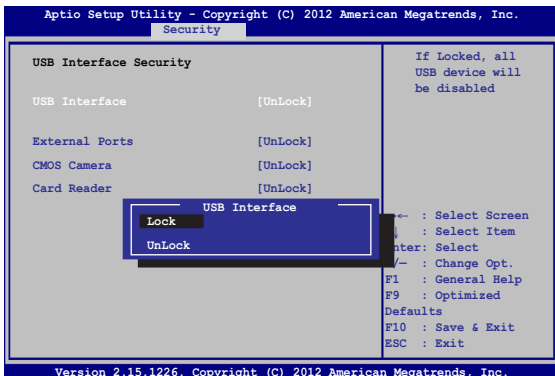 Aptio Setup Utility - Copyright (C) 2012 American Megatrends, Inc.
Security
USB Interface Security
USB Interface [UnLock]
External Ports [UnLock]
CMOS Camera [UnLock]
Card Reader [UnLock]
USB Interface
Lock
UnLock
If Locked, all
USB device will
be disabled
: Select Screen
: Select Item
: Select
: Change Opt.
F1 : General Help
F9 : Optimized
Defaults
F10 : Save & Exit
ESC : Exit
Version 2.15.1226. Copyright (C) 2012 American Megatrends, Inc.